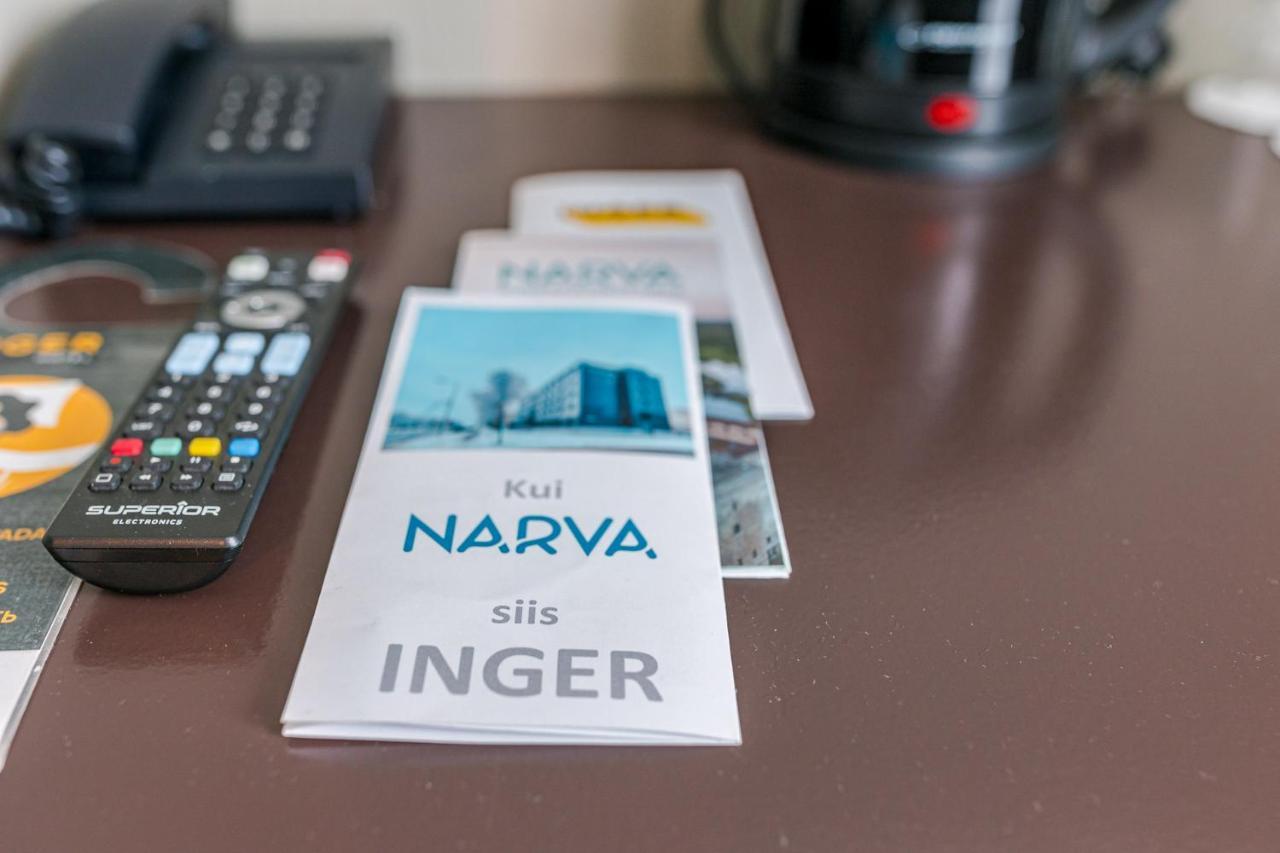 NARVA
Kui
NARVA
siis
INGER
SUPERIOR
ELECTRONICS